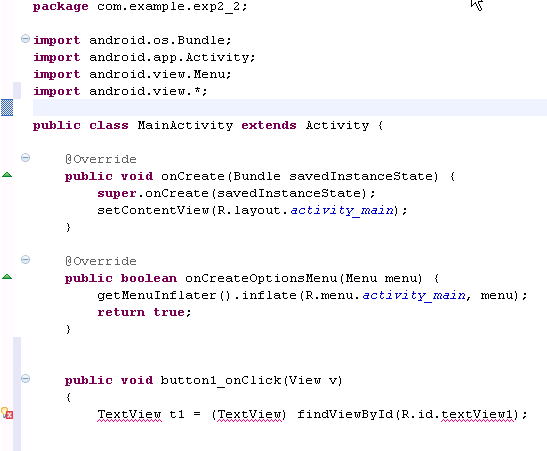 package com.example.exp2_2;
import android.os.Bundle;
import android.app.Activity;
import android.view.Menu;
import android.view.*;
public class MainActivity extends Activity {
@Override
public void onCreate(Bundle savedInstanceState) {
super.onCreate(savedInstanceState);
setContentView(R.layout.activity_main);
}
@Override
public boolean onCreateOptionsMenu(Menu menu) {
getMenuInflater().inflate(R.menu.activity_main, menu);
return true;
}
public void button1_onClick(View v)
{
TextView t1 = (TextView) findViewById(R.id.textView1);